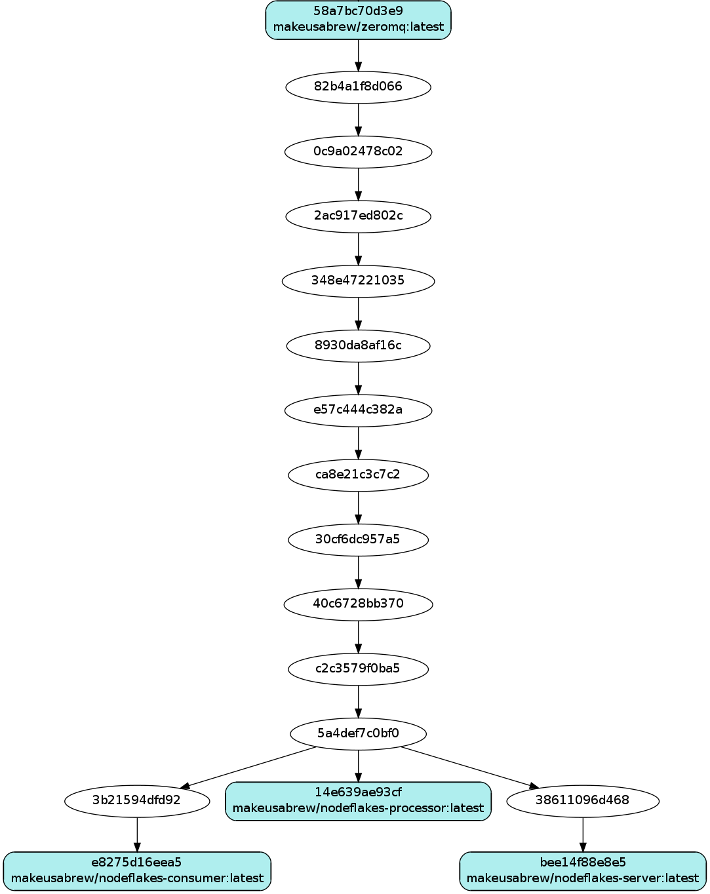 58a7bc70d3e9
makeusabrew/zeromq:latest
82b4a1f8d066
0c9a02478c02
2ac917ed802c
348e47221035
8930da8af16c
e57c444c382a
ca8e21c3c7c2
30cf6dc957a5
40c6728bb370
c2c3579f0ba5
5a4def7c0bf0
3b21594dfd92
14e639ae93cf
makeusabrew/nodeflakes-processor:latest
38611096d468
e8275d16eea5
makeusabrew/nodeflakes-consumer:latest
bee14f88e8e5
makeusabrew/nodeflakes-server:latest